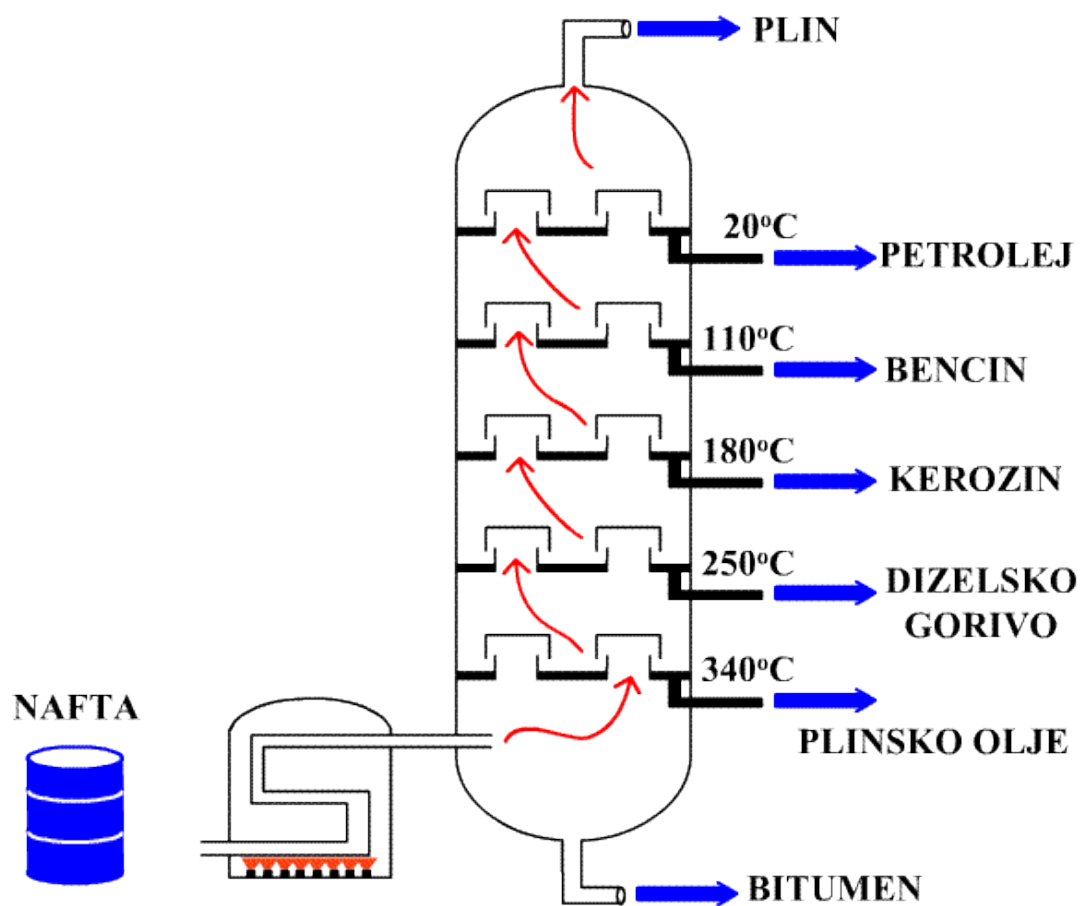 PLIN
20°C
PETROLEJ
110°C
BENCIN
180°C
KEROZIN
250°C
DIZELSKO
GORIVO
340°C
PLINSKO OLJE
NAFTA
BITUMEN